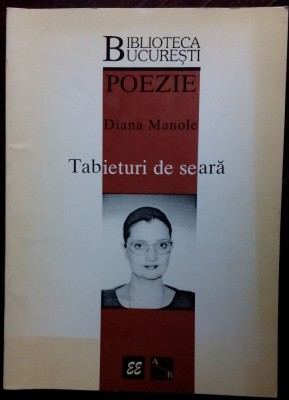 BIBLIOTECA
BUCUREȘTI
POEZIE
Diana Manole
Tabieturi de seară
EE
A
B